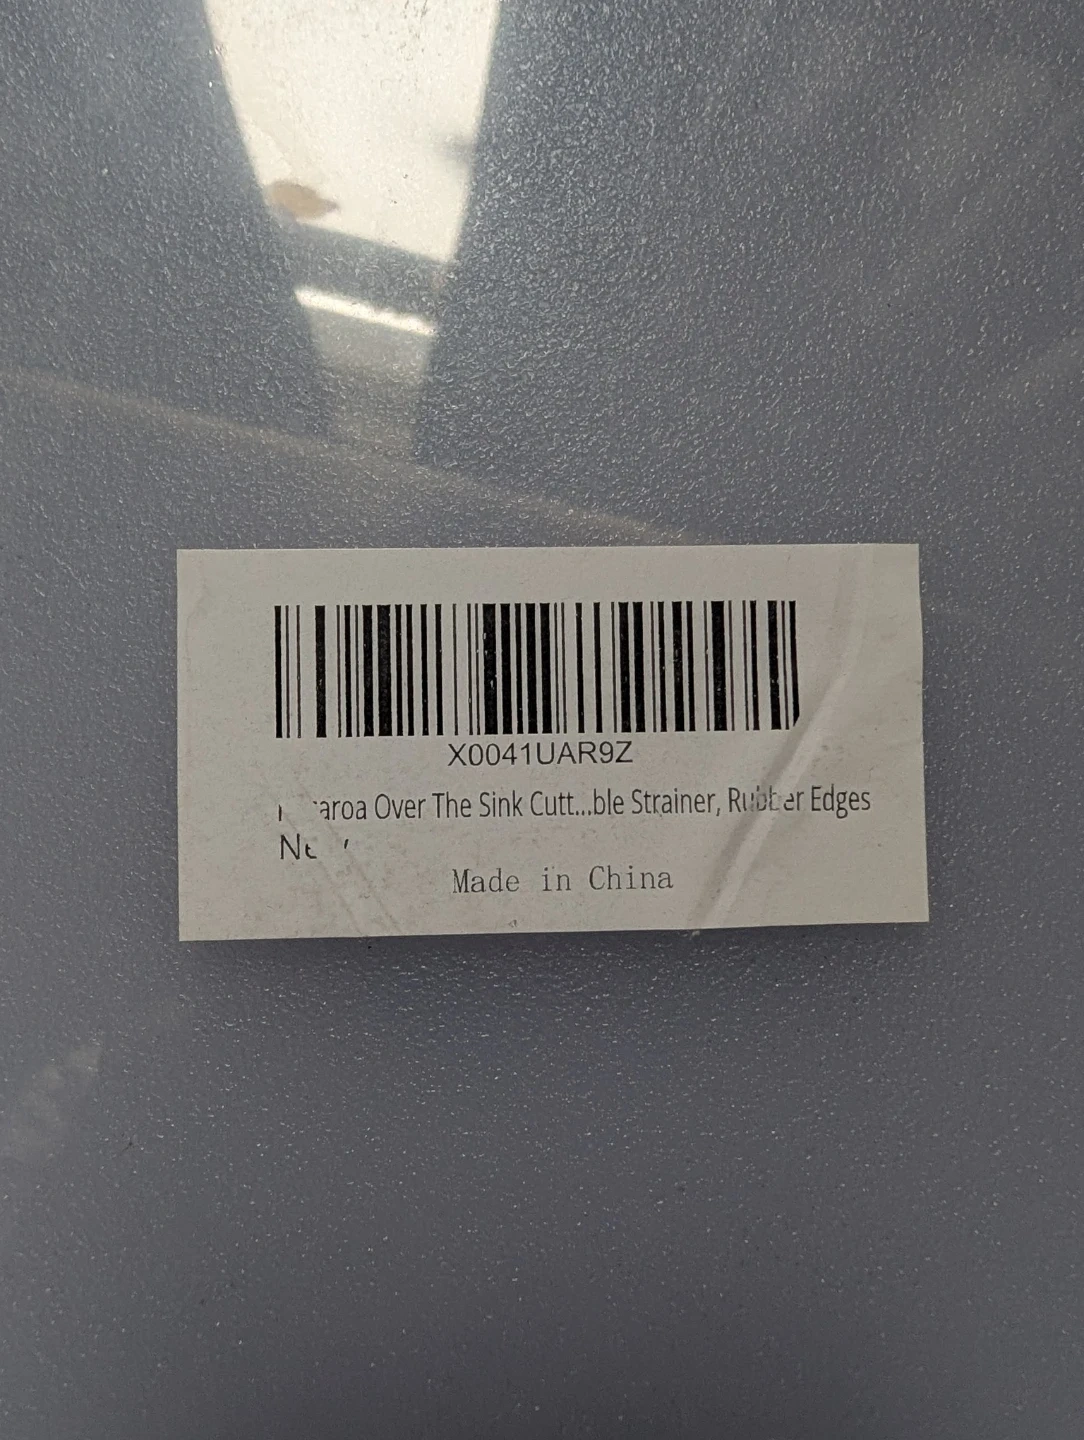 X0041UAR9Z
Over The Sink Cutt...ble Strainer, Rubber Edges
Made in China